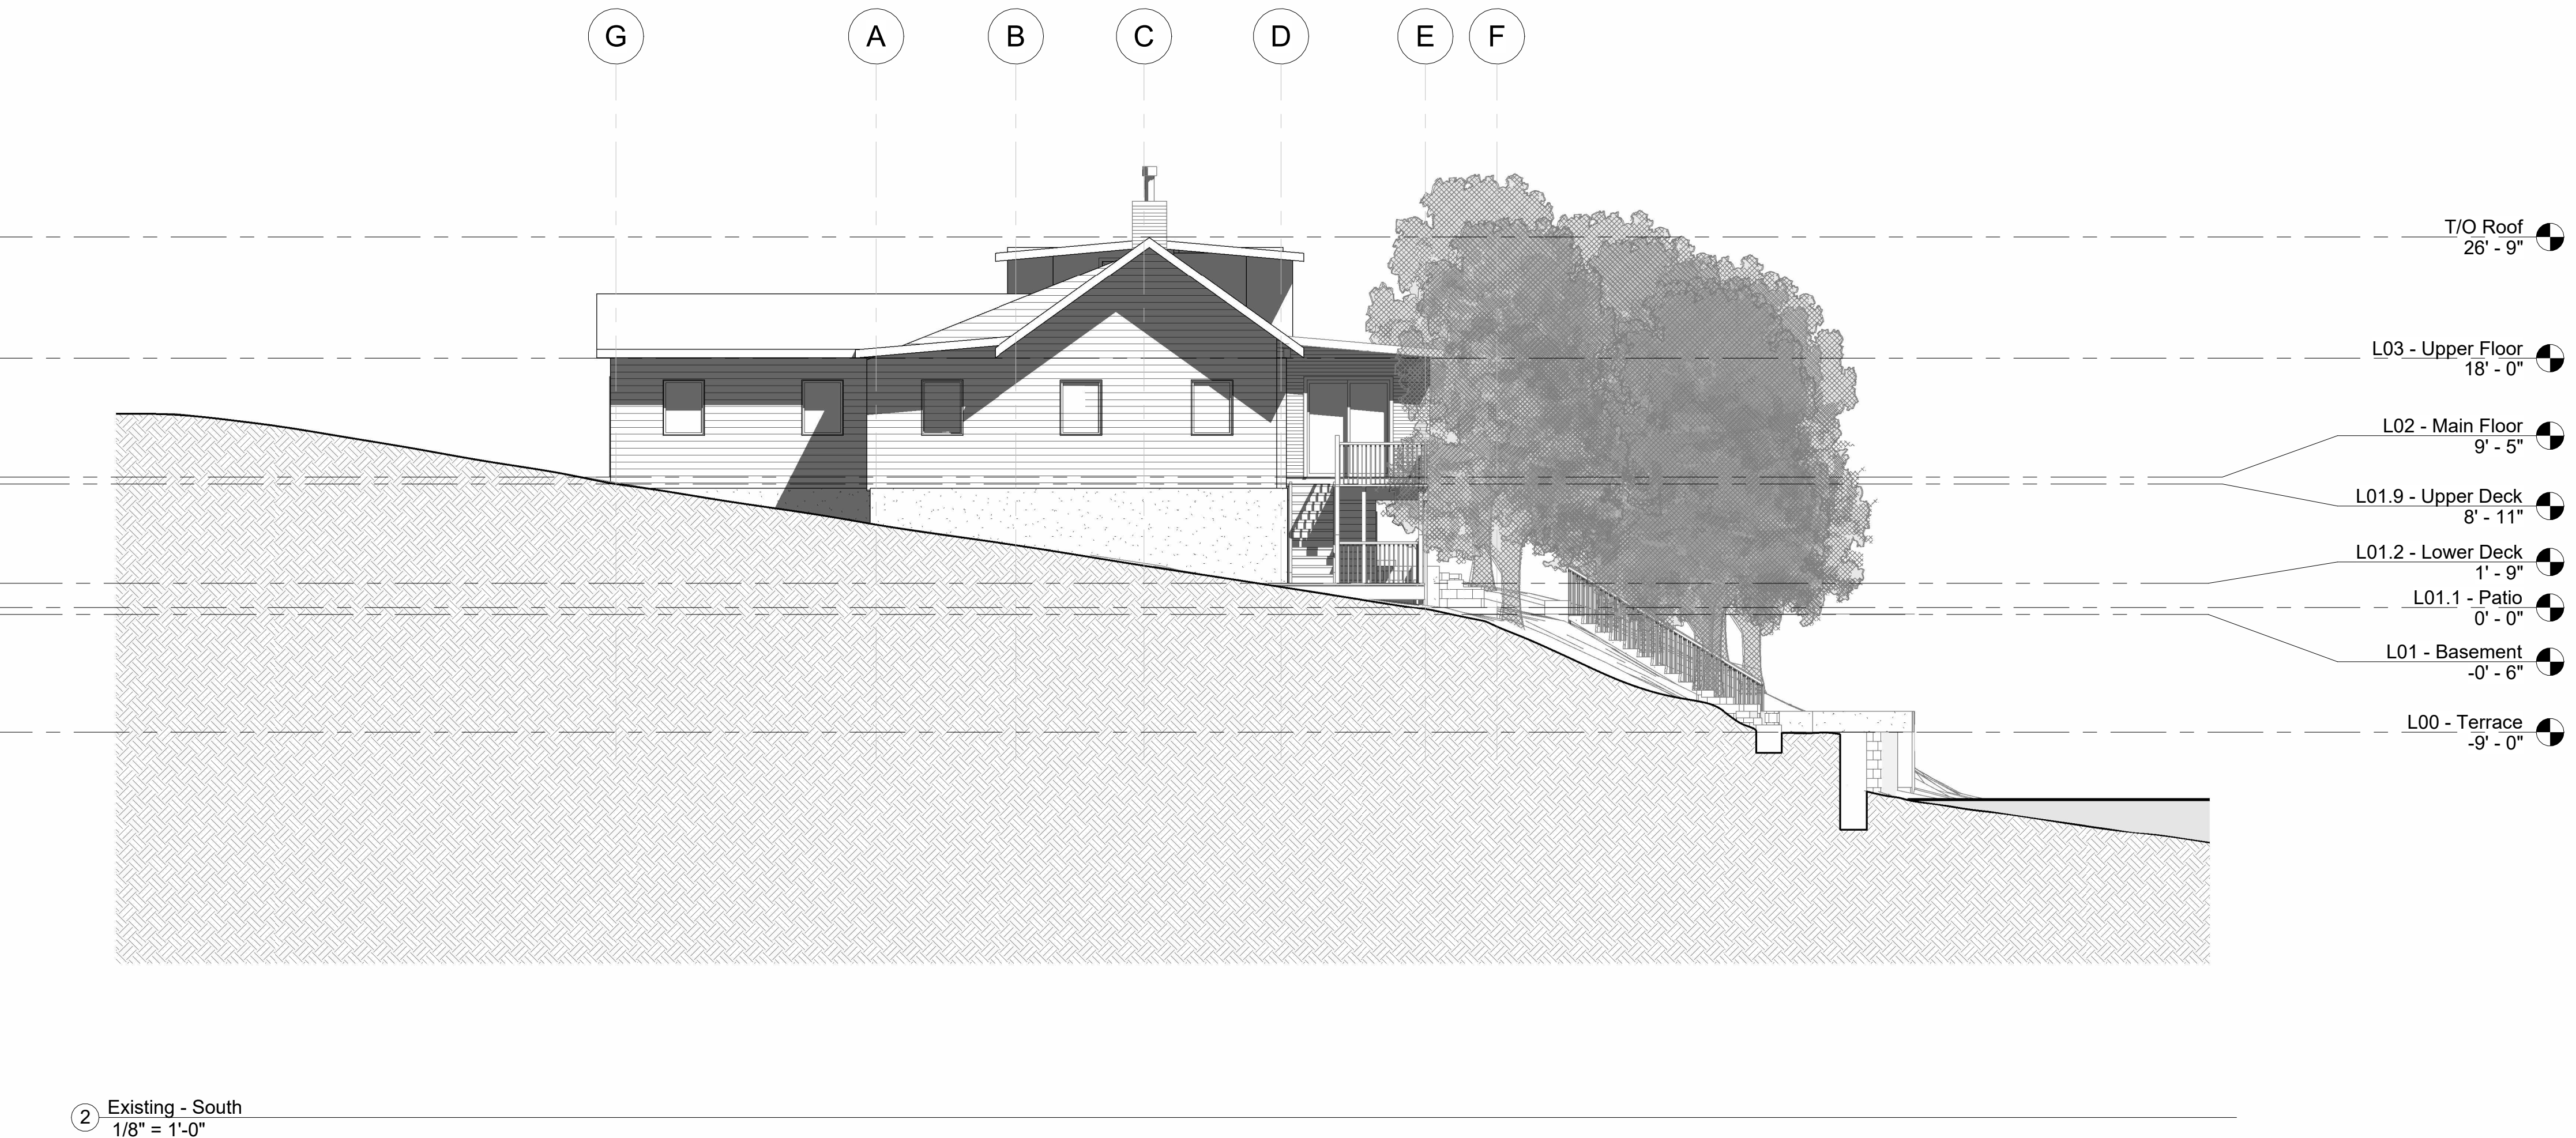 G
A
B
C
D
E
F
T/O Roof
26' - 9"
L03 - Upper Floor
18' - 0"
L02 - Main Floor
9' - 5"
L01.9 - Upper Deck
8' - 11"
L01.2 - Lower Deck
1' - 9"
L01.1 - Patio
0' - 0"
L01 - Basement
-0' - 6"
L00 - Terrace
-9' - 0"
2
Existing - South
1/8" = 1'-0"